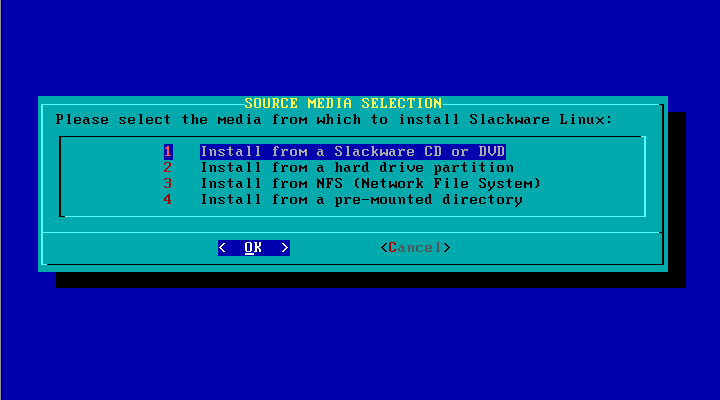 SOURCE MEDIA SELECTION
Please select the media from which to install Slackware Linux:
1 Install from a Slackware CD or DVD
2 Install from a hard drive partition
3 Install from NFS (Network File System)
4 Install from a pre-mounted directory
< OK > <Cancel>